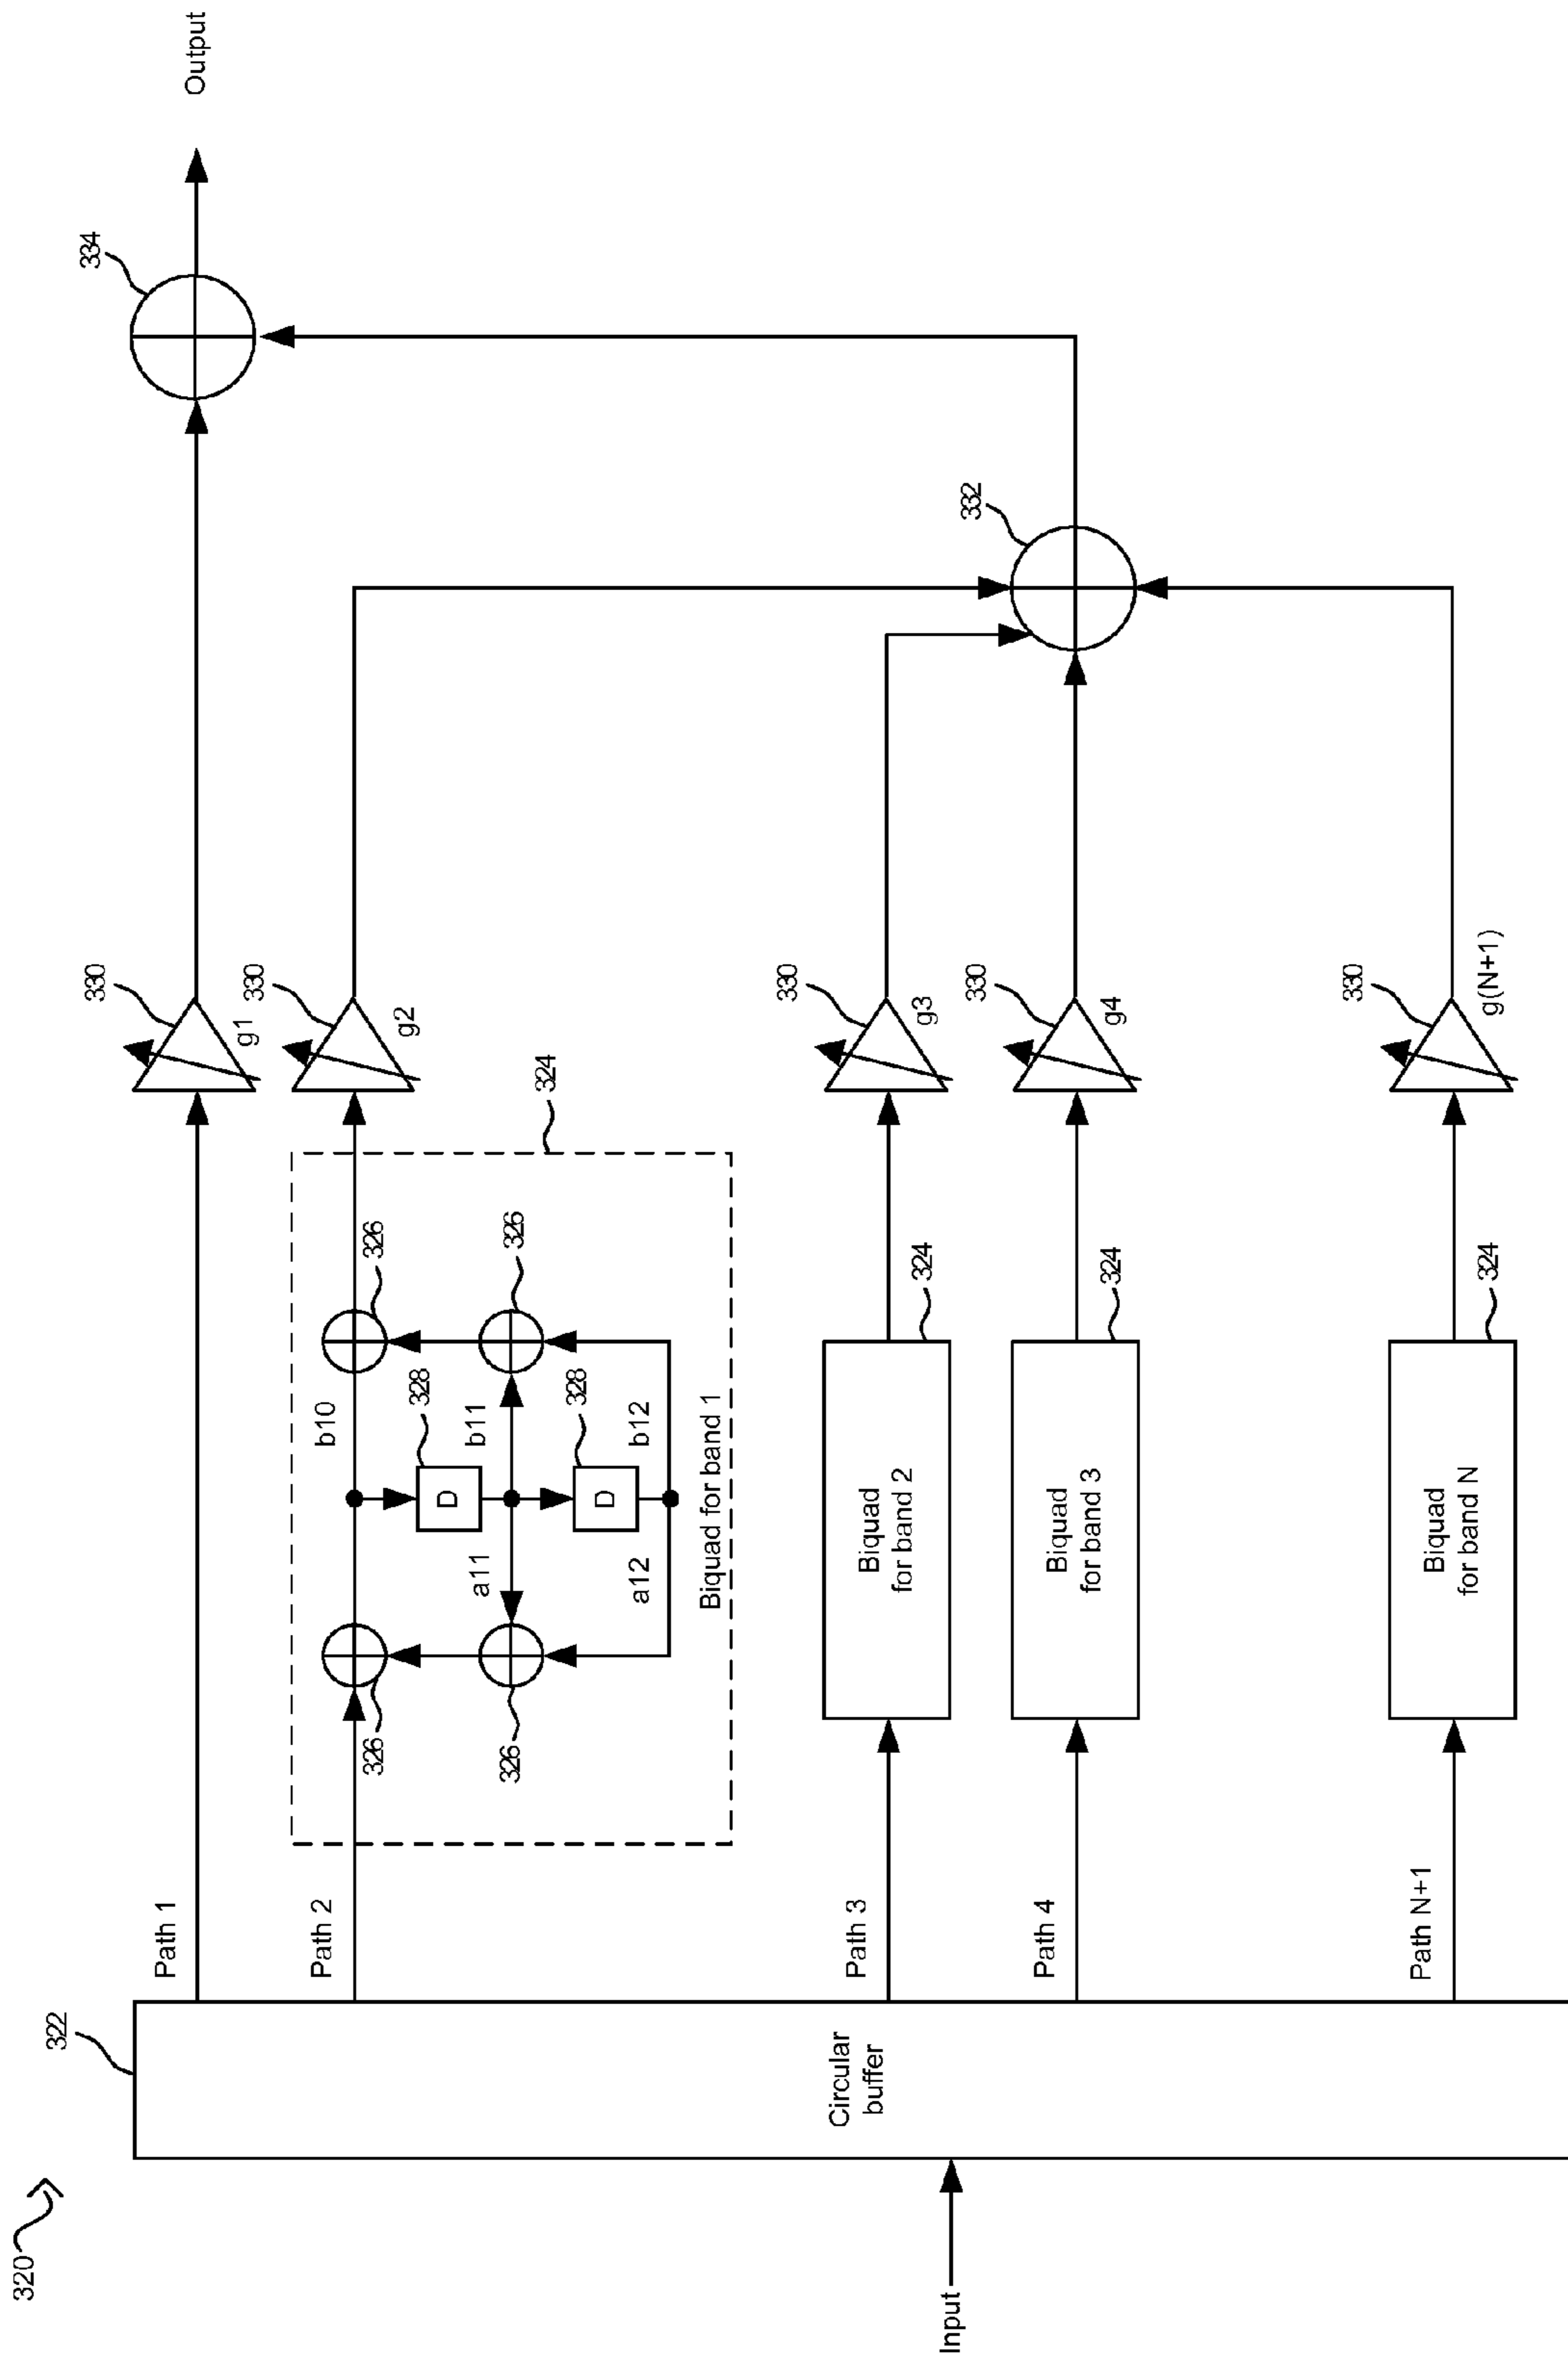 320
322
Input
Circular
buffer
Path 1
Path 2
Path 3
Path 4
Path N+1
326
326
326
326
b10
328
a11
b11
328
a12
b12
Biquad for band 1
324
Biquad
for band 2
324
Biquad
for band 3
324
Biquad
for band N
324
D
D
330
g1
330
g2
330
g3
330
g4
330
g(N+1)
332
334
Output